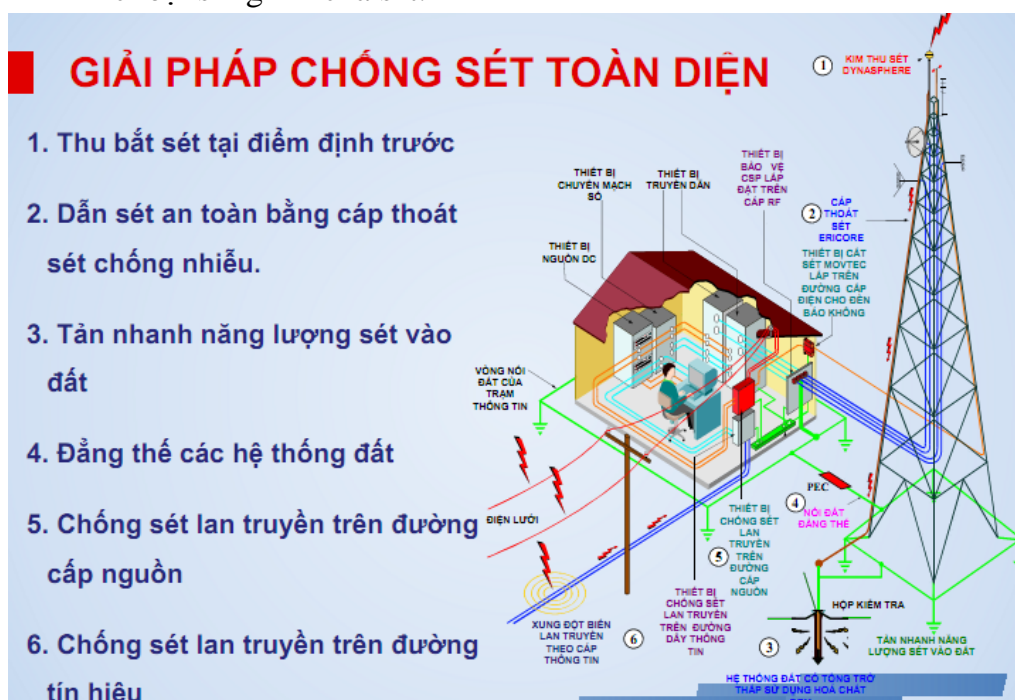 GIẢI PHÁP CHỐNG SÉT TOÀN DIỆN
1. Thu bắt sét tại điểm định trước
2. Dẫn sét an toàn bằng cáp thoát
sét chống nhiễu.
3. Tản nhanh năng lượng sét vào
đất
4. Đẳng thế các hệ thống đất
5. Chống sét lan truyền trên đường
cấp nguồn
6. Chống sét lan truyền trên đường
tín hiệu
1
KIM THU SÉT
DYNASPHERE
THIẾT BỊ
BẢO VỆ
CSP LẮP
ĐẶT TRÊN
CÁP RF
THIẾT BỊ
CHUYỂN MẠCH
SỐ
THIẾT BỊ
TRUYỀN DẪN
THIẾT BỊ
NGUỒN DC
2
CÁP
THOÁT
SÉT
ERICORE
THIẾT BỊ CẮT
SÉT MOVTEC
LẮP TRÊN
ĐƯỜNG CÁP
ĐIỆN CHO ĐÈN
BÁO KHÔNG
VÒNG NỐI
ĐẤT CỦA
TRẠM
THÔNG TIN
ĐIỆN LƯỚI
PEC
4
NỐI ĐẤT
ĐẲNG THẾ
THIẾT BỊ
CHỐNG SÉT
LAN
TRUYỀN
TRÊN
ĐƯỜNG
CẤP
NGUỒN
5
THIẾT BỊ
CHỐNG SÉT
LAN TRUYỀN
TRÊN ĐƯỜNG
DÂY THÔNG
TIN
XUNG ĐỘT BIẾN
LAN TRUYỀN
THEO CÁP
THÔNG TIN
6
HỘP KIỂM TRA
3
TẢN NHANH NĂNG
LƯỢNG SÉT VÀO ĐẤT
HỆ THỐNG ĐẤT CÓ TỔNG TRỞ
THẤP SỬ DỤNG HOÁ CHẤT